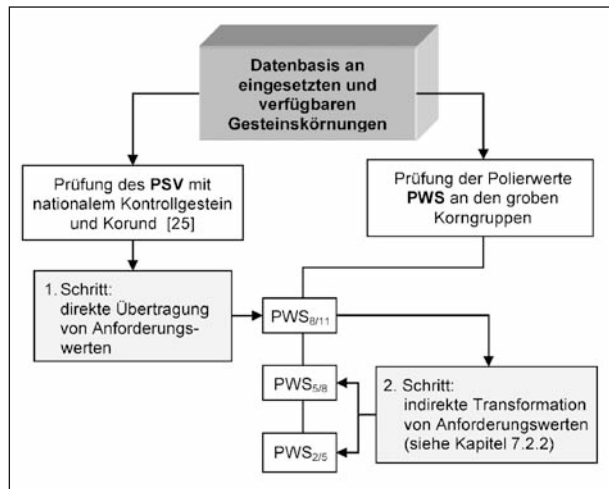 Datenbasis an
eingesetzten und
verfügbaren
Gesteinskörnungen
Prüfung des PSV mit
nationalem Kontrollgestein
und Korund [25]
Prüfung der Polierwerte
PWS an den groben
Korngruppen
1. Schritt:
direkte Übertragung
von Anforderungs-
werten
PWS8/11
PWS5/8
PWS2/5
2. Schritt:
indirekte Transformation
von Anforderungswerten
(siehe Kapitel 7.2.2)